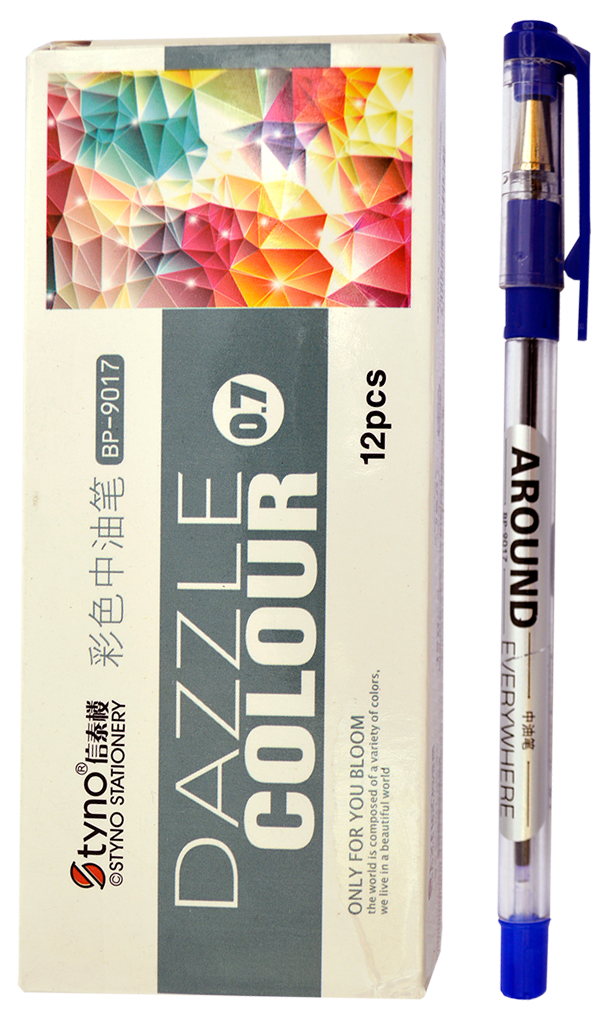 Styno® 信泰楼
©STYNO STATIONERY
彩色中油笔 BP-9017
DAZZLE
COLOUR 0.7
12pcs
ONLY FOR YOU BLOOM
the world is composed of a variety of colors,
we live in a beautiful world
AROUND
BP-9017
中油笔
EVERYWHERE